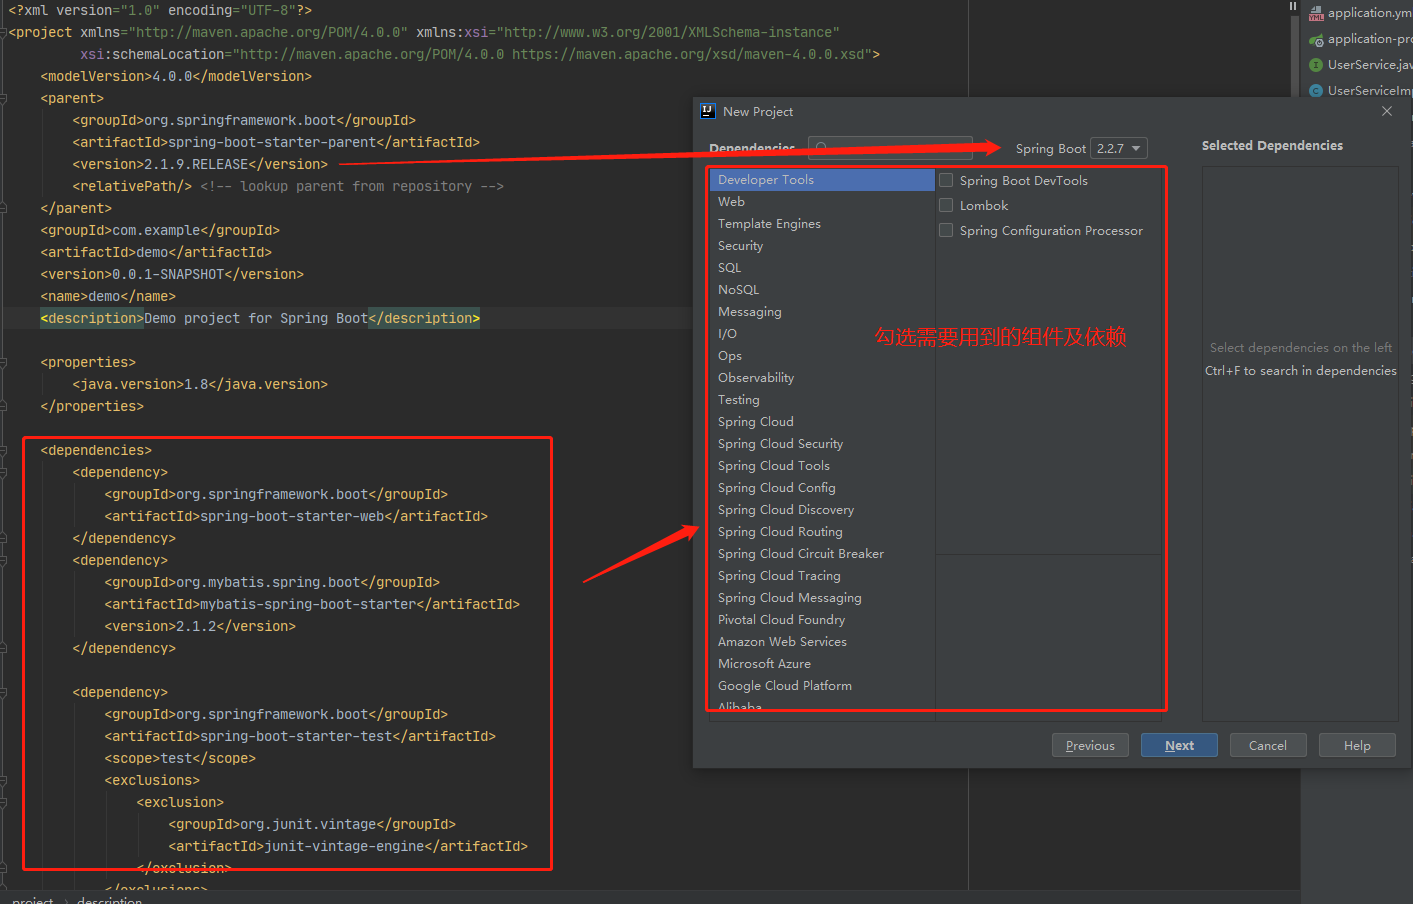 <?xml version="1.0" encoding="UTF-8"?>
<project xmlns="http://maven.apache.org/POM/4.0.0" xmlns:xsi="http://www.w3.org/2001/XMLSchema-instance"
xsi:schemaLocation="http://maven.apache.org/POM/4.0.0 https://maven.apache.org/xsd/maven-4.0.0.xsd">
<modelVersion>4.0.0</modelVersion>
<parent>
<groupId>org.springframework.boot</groupId>
<artifactId>spring-boot-starter-parent</artifactId>
<version>2.1.9.RELEASE</version>
<relativePath/> <!-- lookup parent from repository -->
</parent>
<groupId>com.example</groupId>
<artifactId>demo</artifactId>
<version>0.0.1-SNAPSHOT</version>
<name>demo</name>
<description>Demo project for Spring Boot</description>
<properties>
<java.version>1.8</java.version>
</properties>
<dependencies>
<dependency>
<groupId>org.springframework.boot</groupId>
<artifactId>spring-boot-starter-web</artifactId>
</dependency>
<dependency>
<groupId>org.mybatis.spring.boot</groupId>
<artifactId>mybatis-spring-boot-starter</artifactId>
<version>2.1.2</version>
</dependency>
<dependency>
<groupId>org.springframework.boot</groupId>
<artifactId>spring-boot-starter-test</artifactId>
<scope>test</scope>
<exclusions>
<exclusion>
<groupId>org.junit.vintage</groupId>
<artifactId>junit-vintage-engine</artifactId>
</exclusion>
</exclusions>
project > description
New Project
Dependencies
Spring Boot 2.2.7
Developer Tools
Web
Template Engines
Security
SQL
NoSQL
Messaging
I/O
Ops
Observability
Testing
Spring Cloud
Spring Cloud Security
Spring Cloud Tools
Spring Cloud Config
Spring Cloud Discovery
Spring Cloud Routing
Spring Cloud Circuit Breaker
Spring Cloud Tracing
Spring Cloud Messaging
Pivotal Cloud Foundry
Amazon Web Services
Microsoft Azure
Google Cloud Platform
Alibaba
Spring Boot DevTools
Lombok
Spring Configuration Processor
勾选需要用到的组件及依赖
Selected Dependencies
Select dependencies on the left
Ctrl+F to search in dependencies
Previous
Next
Cancel
Help
application.ym
application-pro
UserService.jav
UserServiceImp